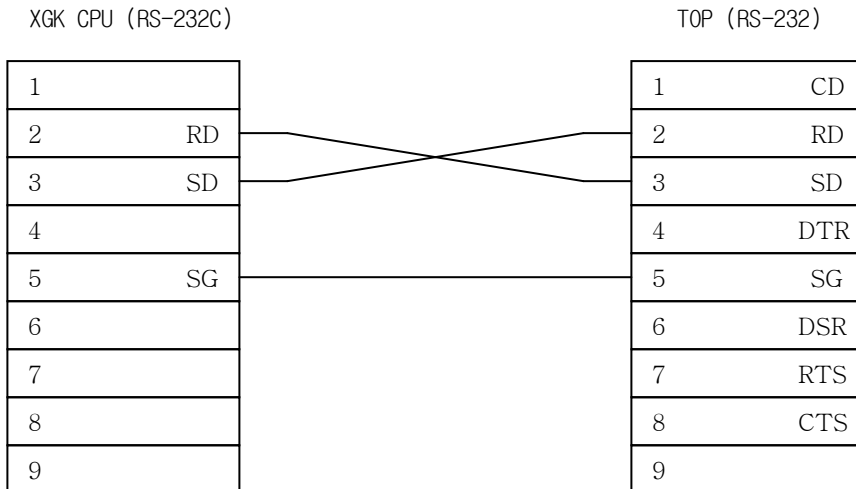 XGK CPU (RS-232C) TOP (RS-232)
1 1 CD
2 RD 2 RD
3 SD 3 SD
4 4 DTR
5 SG 5 SG
6 6 DSR
7 7 RTS
8 8 CTS
9 9